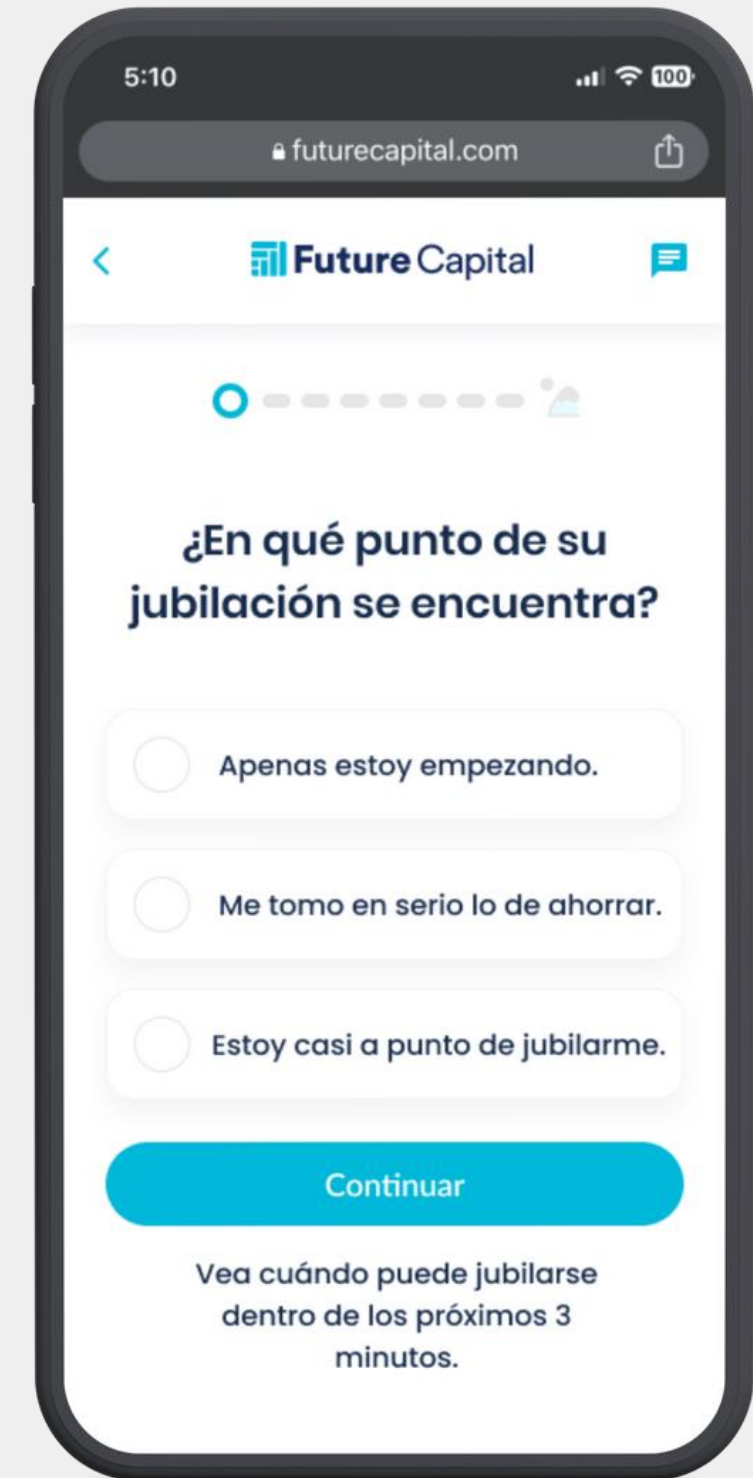 5:10
100
futurecapital.com
Future Capital
¿En qué punto de su
jubilación se encuentra?
Apenas estoy empezando.
Me tomo en serio lo de ahorrar.
Estoy casi a punto de jubilarme.
Continuar
Vea cuándo puede jubilarse
dentro de los próximos 3
minutos.